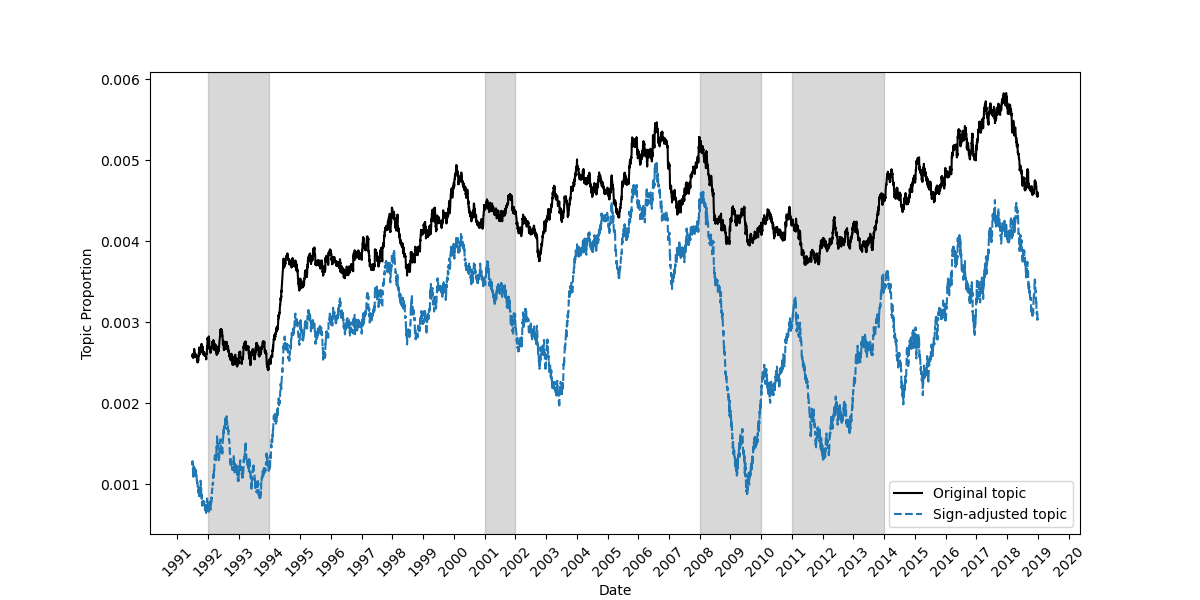 0.006
0.005
0.004
0.003
0.002
0.001
Topic Proportion
Original topic
Sign-adjusted topic
1991 1992 1993 1994 1995 1996 1997 1998 1999 2000 2001 2002 2003 2004 2005 2006 2007 2008 2009 2010 2011 2012 2013 2014 2015 2016 2017 2018 2019 2020
Date